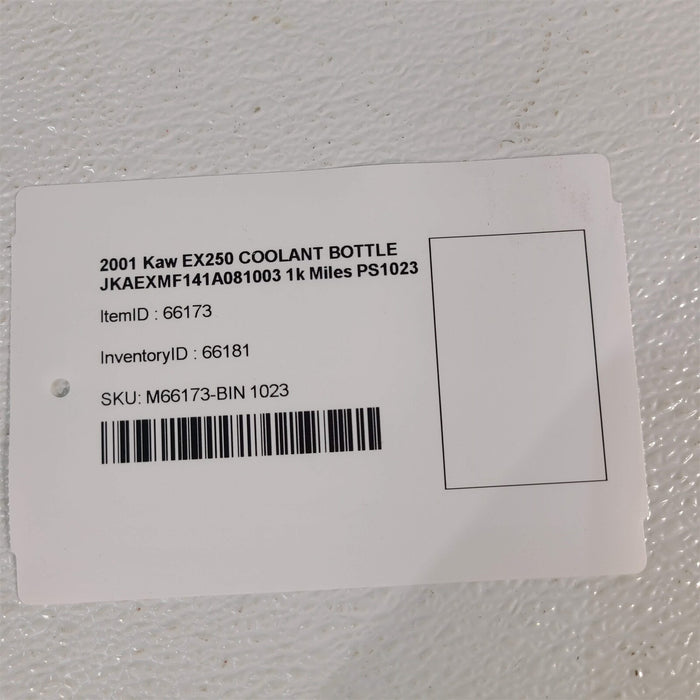 2001 Kaw EX250 COOLANT BOTTLE
JKAEXMF141A081003 1k Miles PS1023
ItemID : 66173
InventoryID : 66181
SKU: M66173-BIN 1023